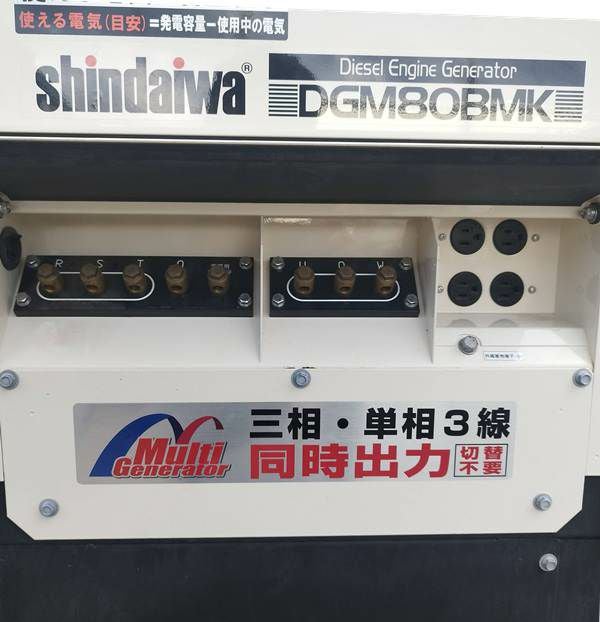 使える電気(目安)=発電容量−使用中の電気
shindaiwa®
Diesel Engine Generator
DGM80BMK
R S T O
U O W
Multi Generator
三相・単相3線
同時出力 切替不要